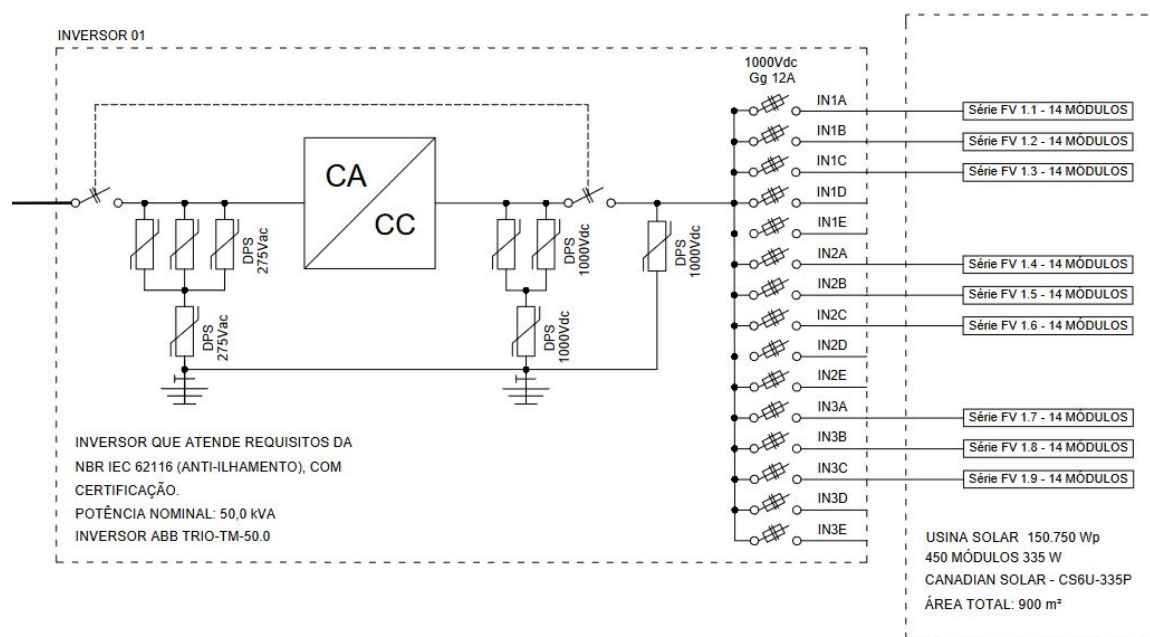 INVERSOR 01
1000Vdc
Gg 12A
IN1A
Série FV 1.1 - 14 MÓDULOS
IN1B
Série FV 1.2 - 14 MÓDULOS
IN1C
Série FV 1.3 - 14 MÓDULOS
IN1D
IN1E
IN2A
Série FV 1.4 - 14 MÓDULOS
IN2B
Série FV 1.5 - 14 MÓDULOS
IN2C
Série FV 1.6 - 14 MÓDULOS
IN2D
IN2E
IN3A
Série FV 1.7 - 14 MÓDULOS
IN3B
Série FV 1.8 - 14 MÓDULOS
IN3C
Série FV 1.9 - 14 MÓDULOS
IN3D
IN3E
CA
CC
DPS
275Vac
DPS
1000Vdc
DPS
1000Vdc
DPS
275Vac
DPS
1000Vdc
INVERSOR QUE ATENDE REQUISITOS DA
NBR IEC 62116 (ANTI-ILHAMENTO), COM
CERTIFICAÇÃO.
POTÊNCIA NOMINAL: 50,0 kVA
INVERSOR ABB TRIO-TM-50.0
USINA SOLAR 150.750 Wp
450 MÓDULOS 335 W
CANADIAN SOLAR - CS6U-335P
ÁREA TOTAL: 900 m²